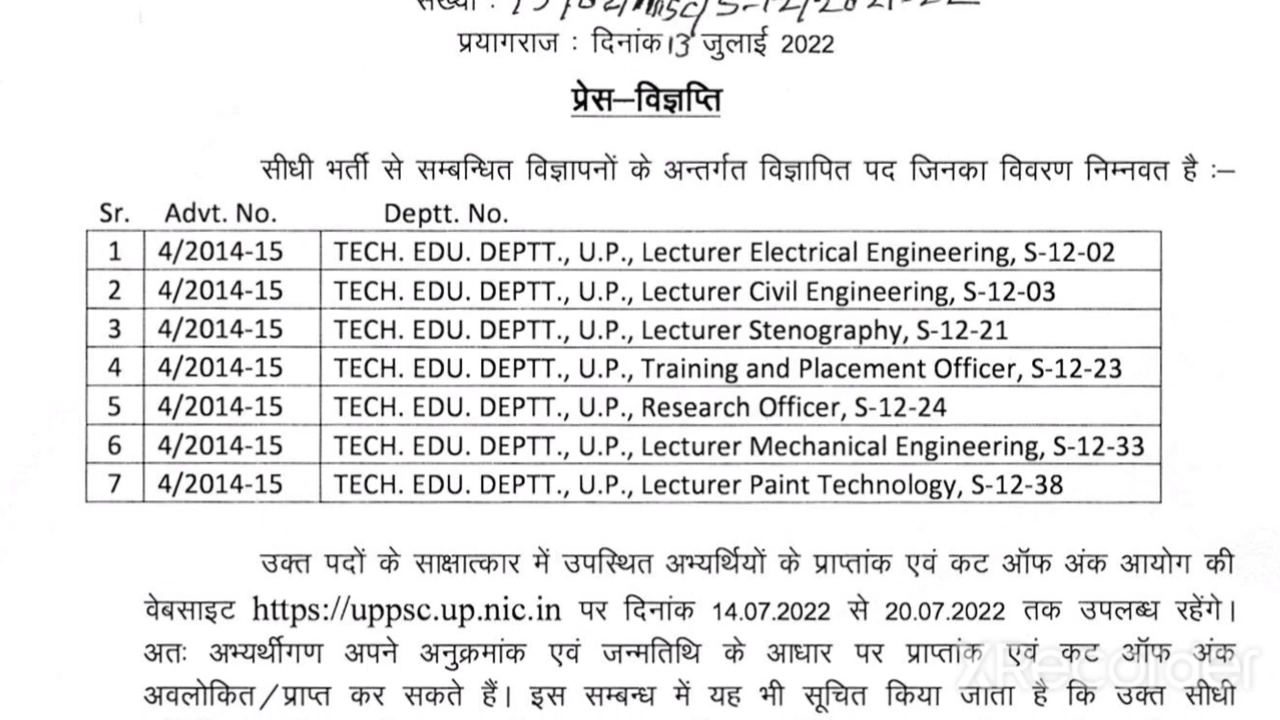 प्रयागराज : दिनांक 13 जुलाई 2022
प्रेस–विज्ञप्ति
सीधी भर्ती से सम्बन्धित विज्ञापनों के अन्तर्गत विज्ञापित पद जिनका विवरण निम्नवत है :–
Sr. Advt. No. Deptt. No.
1 4/2014-15 TECH. EDU. DEPTT., U.P., Lecturer Electrical Engineering, S-12-02
2 4/2014-15 TECH. EDU. DEPTT., U.P., Lecturer Civil Engineering, S-12-03
3 4/2014-15 TECH. EDU. DEPTT., U.P., Lecturer Stenography, S-12-21
4 4/2014-15 TECH. EDU. DEPTT., U.P., Training and Placement Officer, S-12-23
5 4/2014-15 TECH. EDU. DEPTT., U.P., Research Officer, S-12-24
6 4/2014-15 TECH. EDU. DEPTT., U.P., Lecturer Mechanical Engineering, S-12-33
7 4/2014-15 TECH. EDU. DEPTT., U.P., Lecturer Paint Technology, S-12-38
उक्त पदों के साक्षात्कार में उपस्थित अभ्यर्थियों के प्राप्तांक एवं कट ऑफ अंक आयोग की
वेबसाइट https://uppsc.up.nic.in पर दिनांक 14.07.2022 से 20.07.2022 तक उपलब्ध रहेंगे।
अतः अभ्यर्थीगण अपने अनुक्रमांक एवं जन्मतिथि के आधार पर प्राप्तांक एवं कट ऑफ अंक
अवलोकित/प्राप्त कर सकते हैं। इस सम्बन्ध में यह भी सूचित किया जाता है कि उक्त सीधी
XRecorder